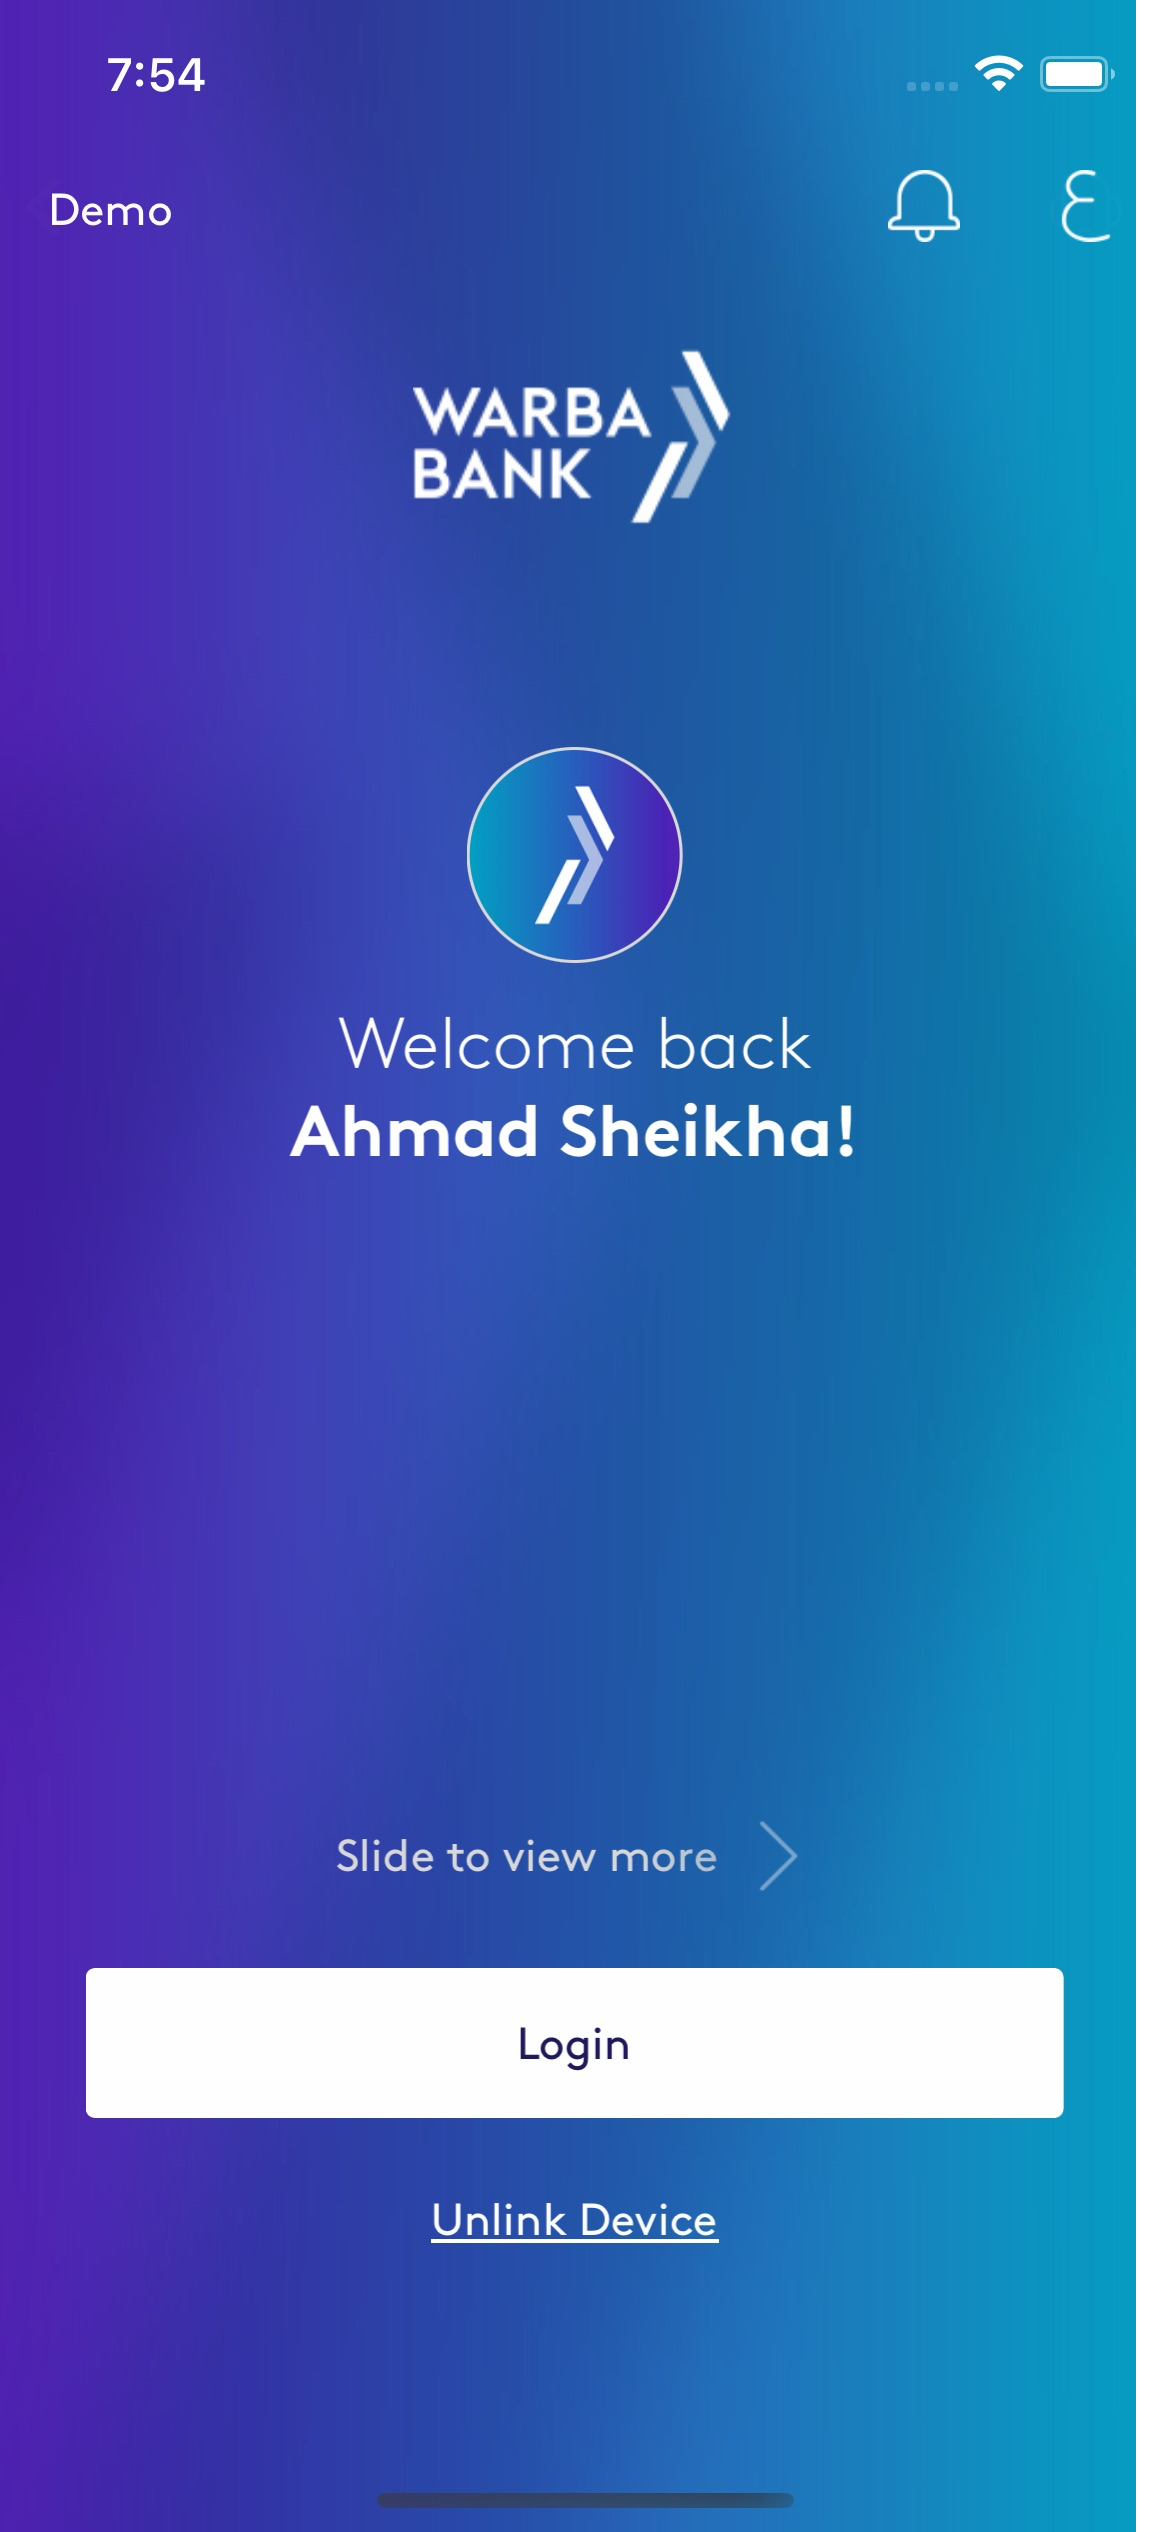 7:54
Demo
ع
WARBA
BANK
Welcome back
Ahmad Sheikha!
Slide to view more
Login
Unlink Device